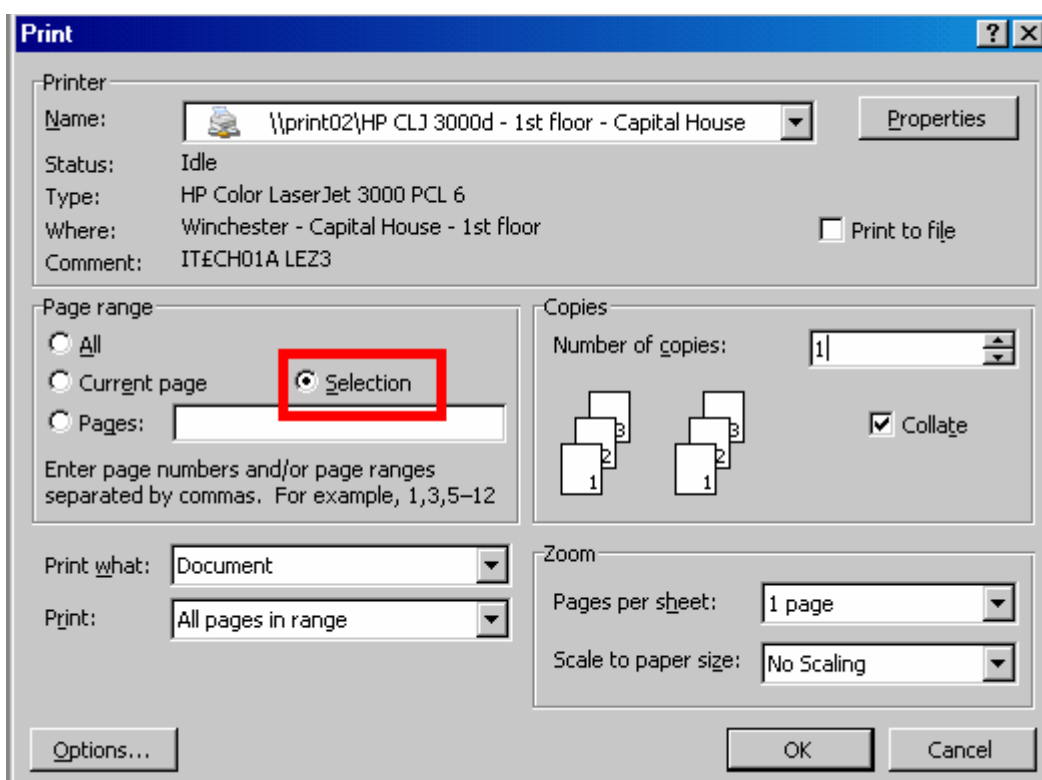 Print
Printer
Name: \\print02\HP CLJ 3000d - 1st floor - Capital House Properties
Status: Idle
Type: HP Color LaserJet 3000 PCL 6
Where: Winchester - Capital House - 1st floor Print to file
Comment: IT£CH01A LEZ3
Page range
All
Current page Selection
Pages:
Enter page numbers and/or page ranges
separated by commas. For example, 1,3,5–12
Copies
Number of copies: 1
3 3
2 2
1 1
Collate
Print what: Document
Print: All pages in range
Zoom
Pages per sheet: 1 page
Scale to paper size: No Scaling
Options... OK Cancel